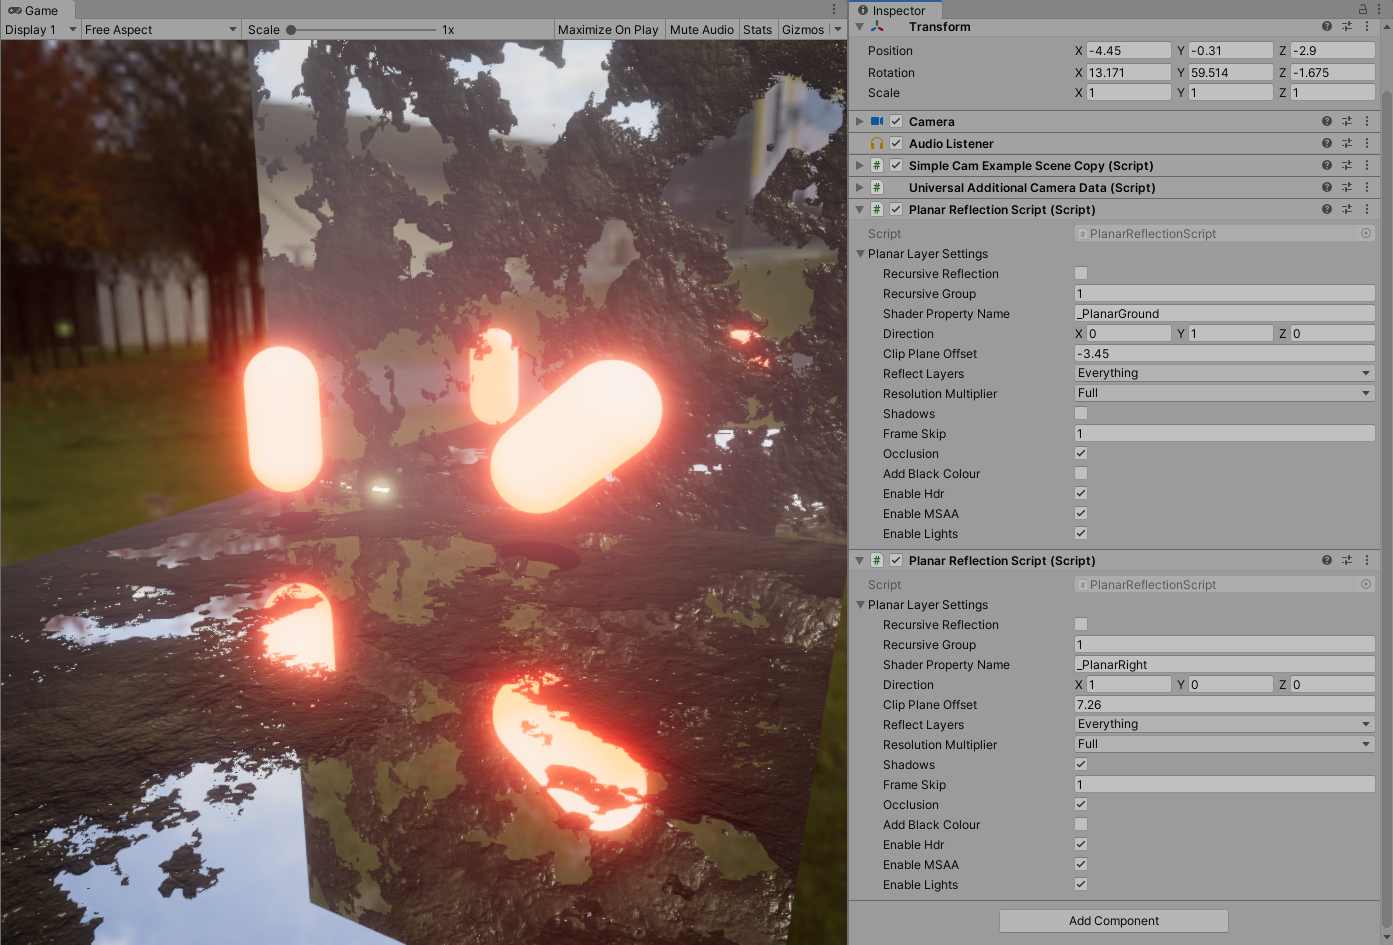 Game
Display 1 Free Aspect Scale 1x Maximize On Play Mute Audio Stats Gizmos
Inspector
Transform
Position X -4.45 Y -0.31 Z -2.9
Rotation X 13.171 Y 59.514 Z -1.675
Scale X 1 Y 1 Z 1
Camera
Audio Listener
Simple Cam Example Scene Copy (Script)
Universal Additional Camera Data (Script)
Planar Reflection Script (Script)
Script # PlanarReflectionScript
Planar Layer Settings
Recursive Reflection
Recursive Group 1
Shader Property Name _PlanarGround
Direction X 0 Y 1 Z 0
Clip Plane Offset -3.45
Reflect Layers Everything
Resolution Multiplier Full
Shadows
Frame Skip 1
Occlusion
Add Black Colour
Enable Hdr
Enable MSAA
Enable Lights
Planar Reflection Script (Script)
Script # PlanarReflectionScript
Planar Layer Settings
Recursive Reflection
Recursive Group 1
Shader Property Name _PlanarRight
Direction X 1 Y 0 Z 0
Clip Plane Offset 7.26
Reflect Layers Everything
Resolution Multiplier Full
Shadows
Frame Skip 1
Occlusion
Add Black Colour
Enable Hdr
Enable MSAA
Enable Lights
Add Component